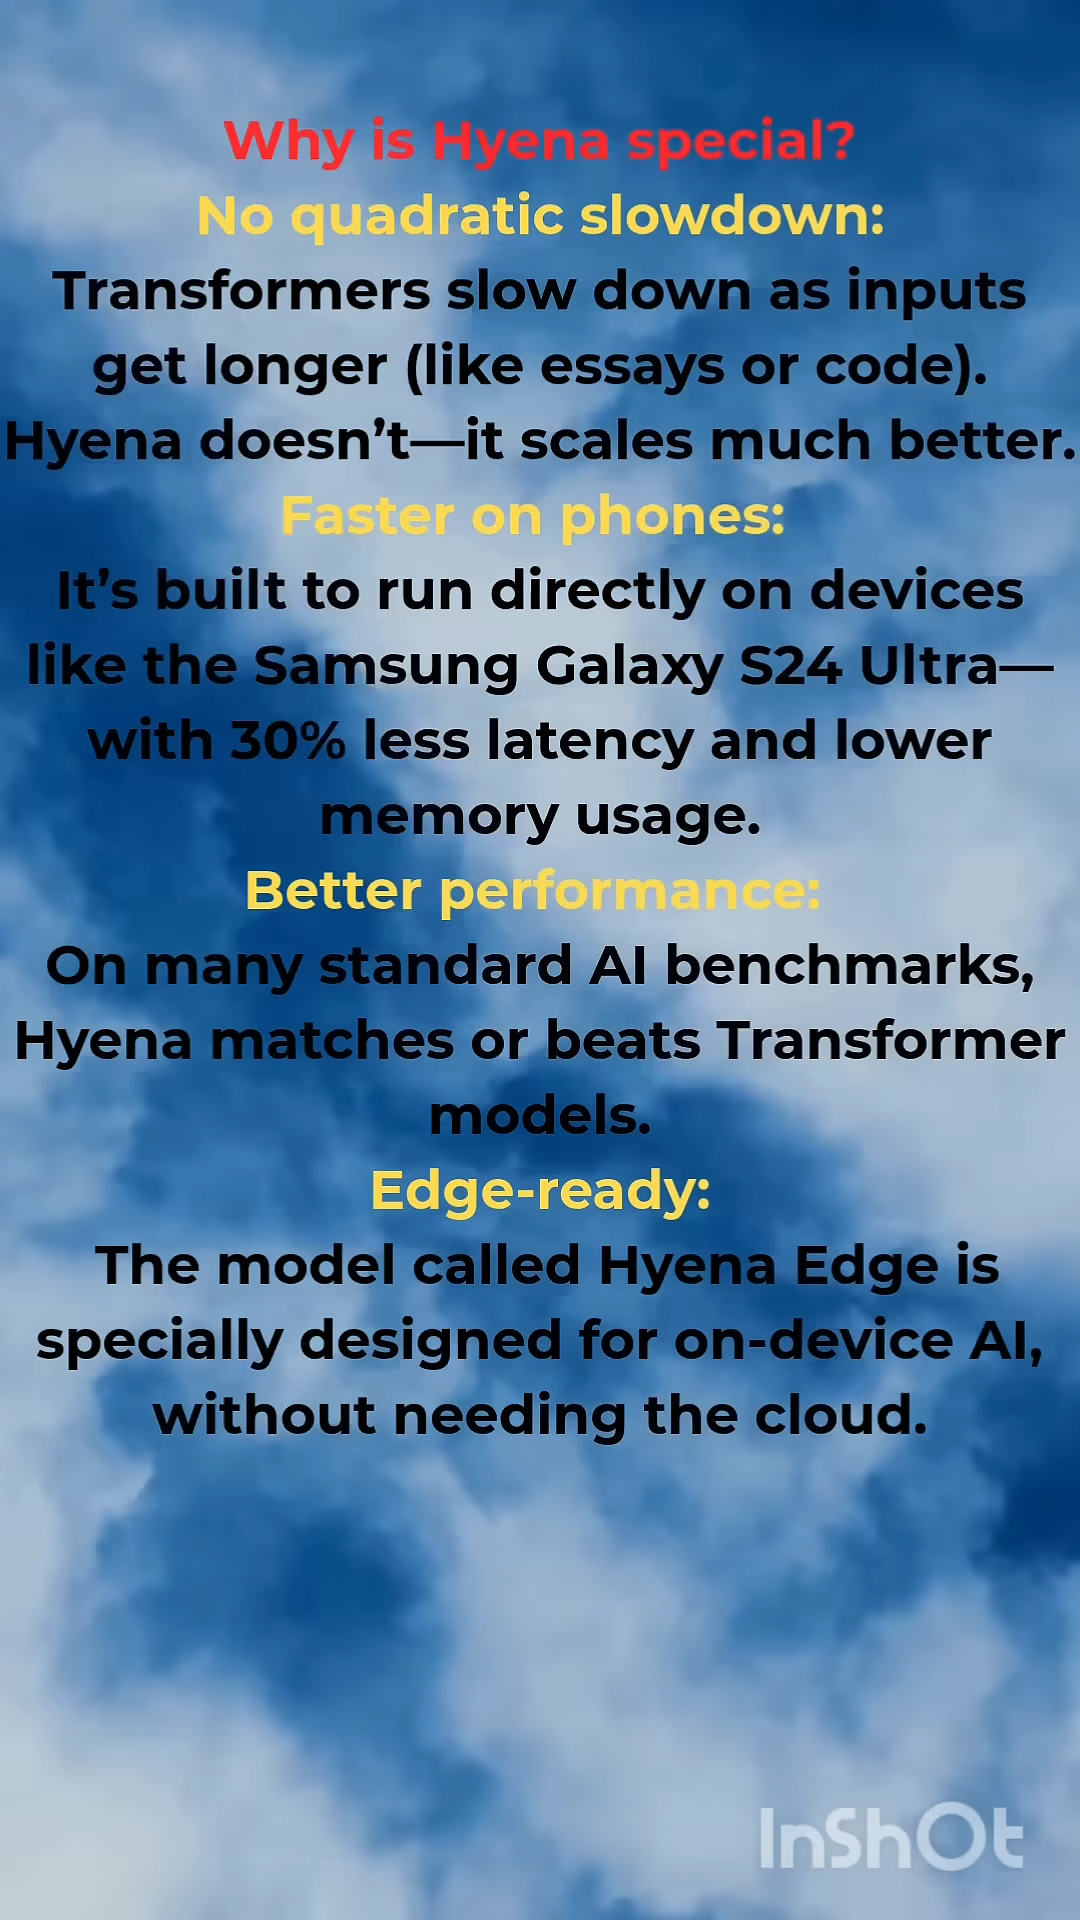 Why is Hyena special?
No quadratic slowdown:
Transformers slow down as inputs
get longer (like essays or code).
Hyena doesn’t—it scales much better.
Faster on phones:
It’s built to run directly on devices
like the Samsung Galaxy S24 Ultra—
with 30% less latency and lower
memory usage.
Better performance:
On many standard AI benchmarks,
Hyena matches or beats Transformer
models.
Edge-ready:
The model called Hyena Edge is
specially designed for on-device AI,
without needing the cloud.
InShOt